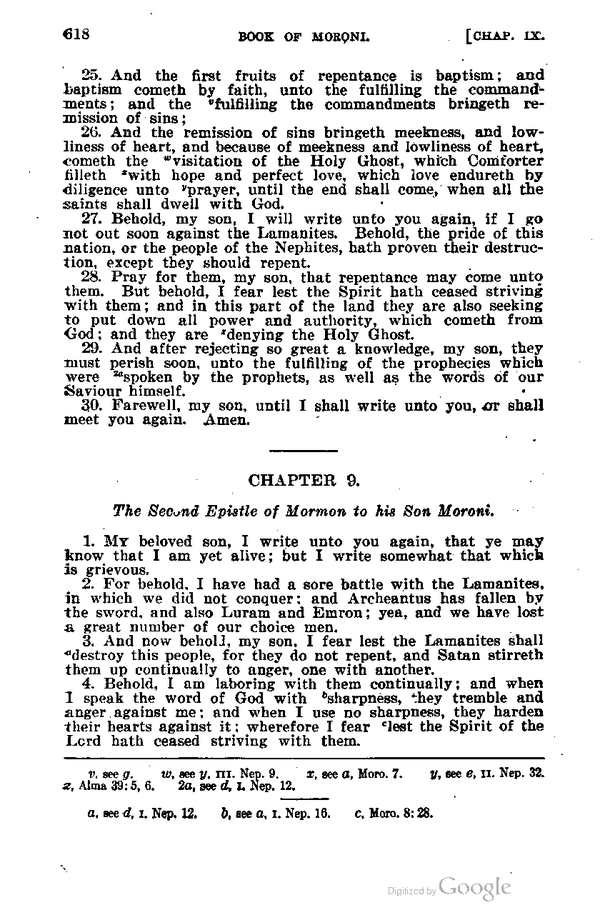 618 BOOK OF MORONI. [CHAP. IX.
25. And the first fruits of repentance is baptism; and
baptism cometh by faith, unto the fulfilling the command-
ments; and the ᵛfulfilling the commandments bringeth re-
mission of sins;
26. And the remission of sins bringeth meekness, and low-
liness of heart, and because of meekness and lowliness of heart,
cometh the ʷvisitation of the Holy Ghost, which Comforter
filleth ˣwith hope and perfect love, which love endureth by
diligence unto ʸprayer, until the end shall come, when all the
saints shall dwell with God.
27. Behold, my son, I will write unto you again, if I go
not out soon against the Lamanites. Behold, the pride of this
nation, or the people of the Nephites, hath proven their destruc-
tion, except they should repent.
28. Pray for them, my son, that repentance may come unto
them. But behold, I fear lest the Spirit hath ceased striving
with them; and in this part of the land they are also seeking
to put down all power and authority, which cometh from
God; and they are ᶻdenying the Holy Ghost.
29. And after rejecting so great a knowledge, my son, they
must perish soon, unto the fulfilling of the prophecies which
were ²ᵃspoken by the prophets, as well as the words of our
Saviour himself.
30. Farewell, my son, until I shall write unto you, or shall
meet you again. Amen.
CHAPTER 9.
The Second Epistle of Mormon to his Son Moroni.
1. MY beloved son, I write unto you again, that ye may
know that I am yet alive; but I write somewhat that which
is grievous.
2. For behold, I have had a sore battle with the Lamanites,
in which we did not conquer; and Archeantus has fallen by
the sword, and also Luram and Emron; yea, and we have lost
a great number of our choice men.
3. And now behold, my son, I fear lest the Lamanites shall
ᵃdestroy this people, for they do not repent, and Satan stirreth
them up continually to anger, one with another.
4. Behold, I am laboring with them continually; and when
I speak the word of God with ᵇsharpness, they tremble and
anger against me; and when I use no sharpness, they harden
their hearts against it; wherefore I fear ᶜlest the Spirit of the
Lord hath ceased striving with them.
v, see g. w, see y, III. Nep. 9. x, see a, Moro. 7. y, see e, II. Nep. 32.
z, Alma 39:5, 6. 2a, see d, I. Nep. 12.
a, see d, I. Nep. 12. b, see a, I. Nep. 16. c, Moro. 8:28.
Digitized by Google